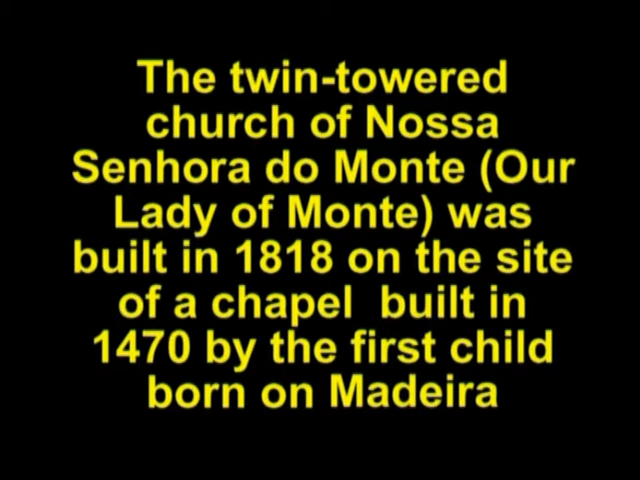 The twin-towered
church of Nossa
Senhora do Monte (Our
Lady of Monte) was
built in 1818 on the site
of a chapel  built in
1470 by the first child
born on Madeira